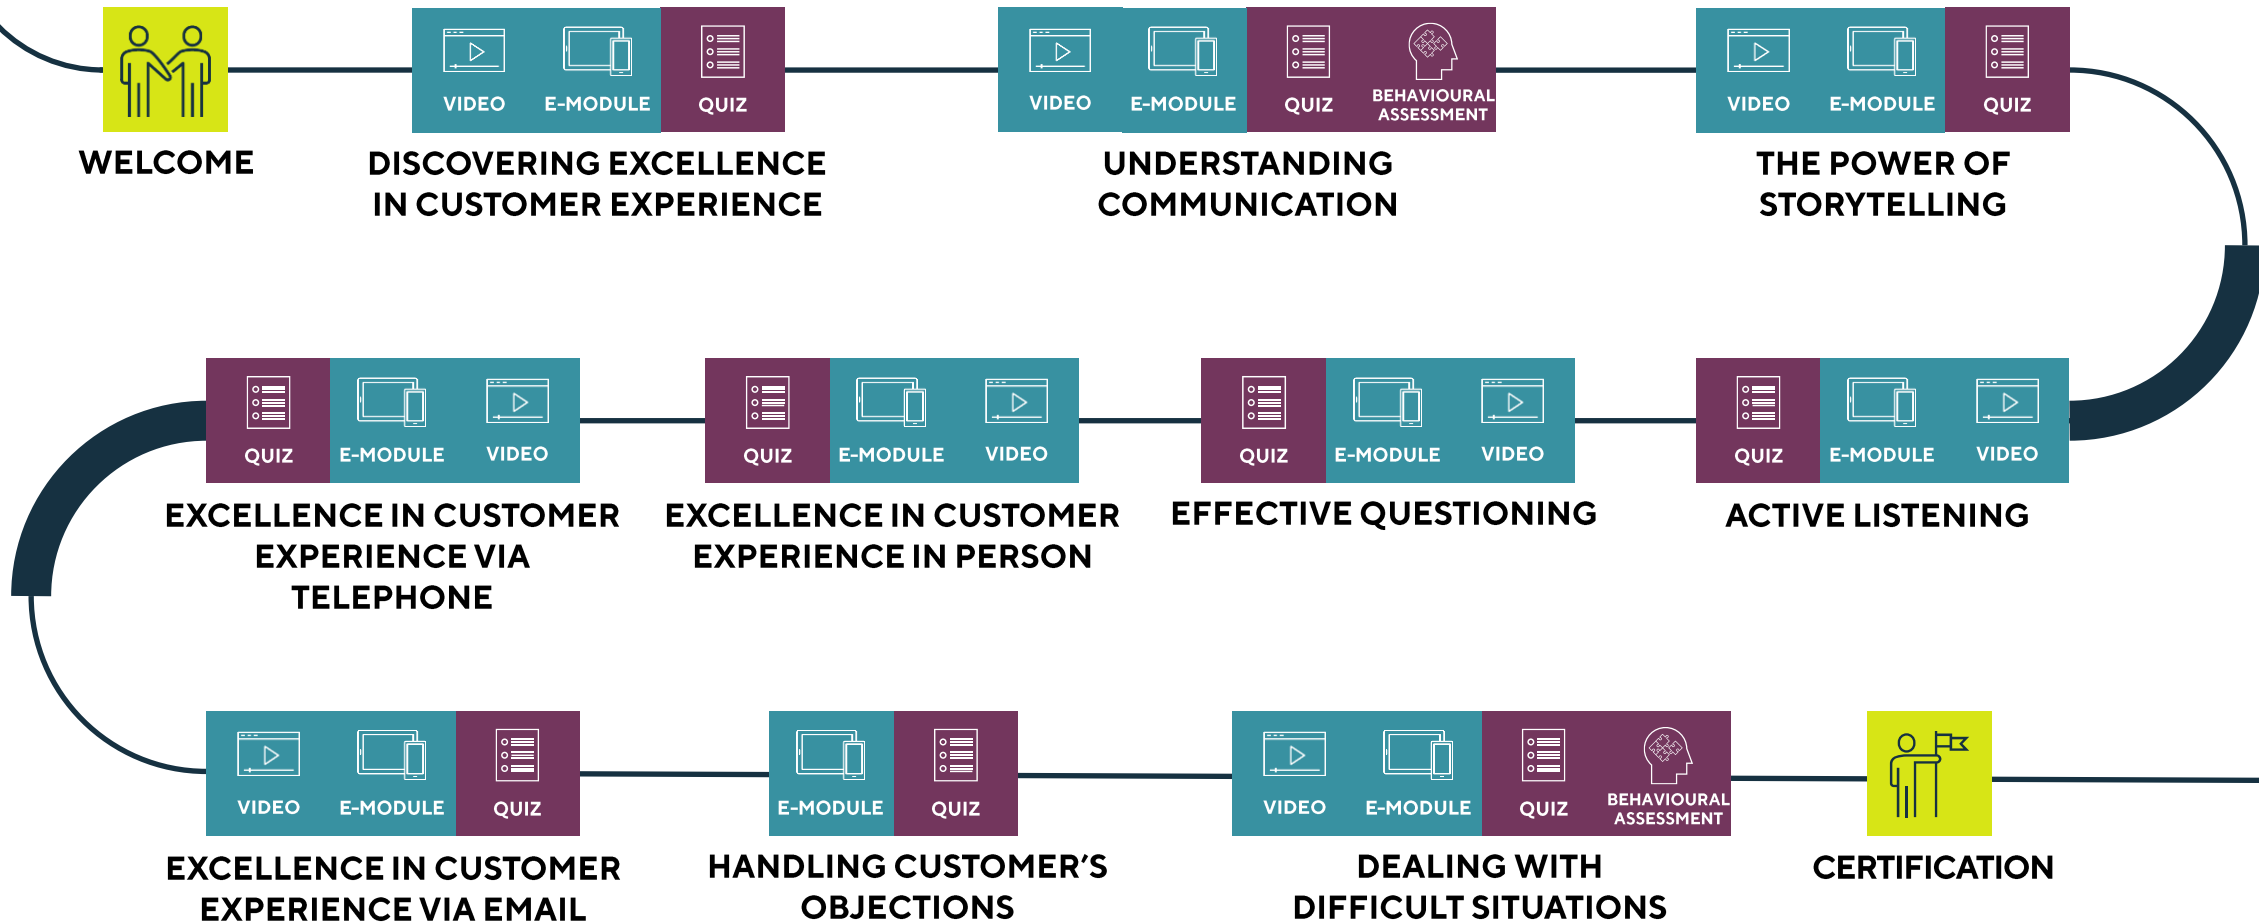 VIDEO E-MODULE QUIZ
VIDEO E-MODULE QUIZ BEHAVIOURAL
ASSESSMENT
VIDEO E-MODULE QUIZ
WELCOME
DISCOVERING EXCELLENCE
IN CUSTOMER EXPERIENCE
UNDERSTANDING
COMMUNICATION
THE POWER OF
STORYTELLING
QUIZ E-MODULE VIDEO
QUIZ E-MODULE VIDEO
QUIZ E-MODULE VIDEO
QUIZ E-MODULE VIDEO
EXCELLENCE IN CUSTOMER
EXPERIENCE VIA
TELEPHONE
EXCELLENCE IN CUSTOMER
EXPERIENCE IN PERSON
EFFECTIVE QUESTIONING
ACTIVE LISTENING
VIDEO E-MODULE QUIZ
E-MODULE QUIZ
VIDEO E-MODULE QUIZ BEHAVIOURAL
ASSESSMENT
EXCELLENCE IN CUSTOMER
EXPERIENCE VIA EMAIL
HANDLING CUSTOMER'S
OBJECTIONS
DEALING WITH
DIFFICULT SITUATIONS
CERTIFICATION